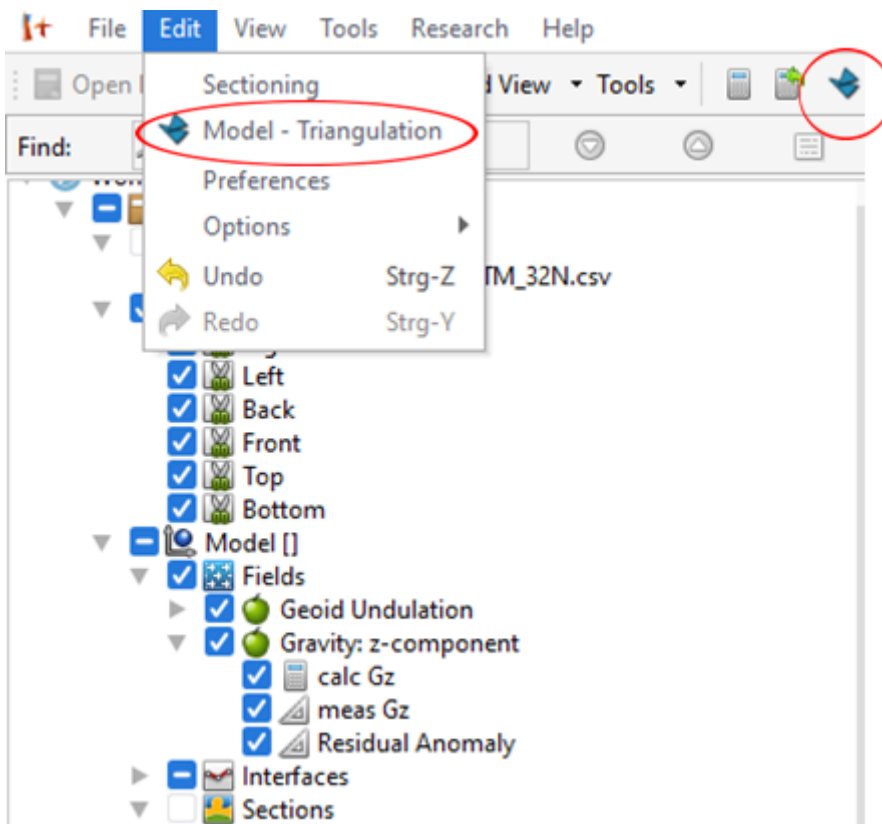 File Edit View Tools Research Help
Open Sectioning View Tools
Model - Triangulation
Find:
Preferences
Options
Undo Strg-Z TM_32N.csv
Redo Strg-Y
Left
Back
Front
Top
Bottom
Model []
Fields
Geoid Undulation
Gravity: z-component
calc Gz
meas Gz
Residual Anomaly
Interfaces
Sections